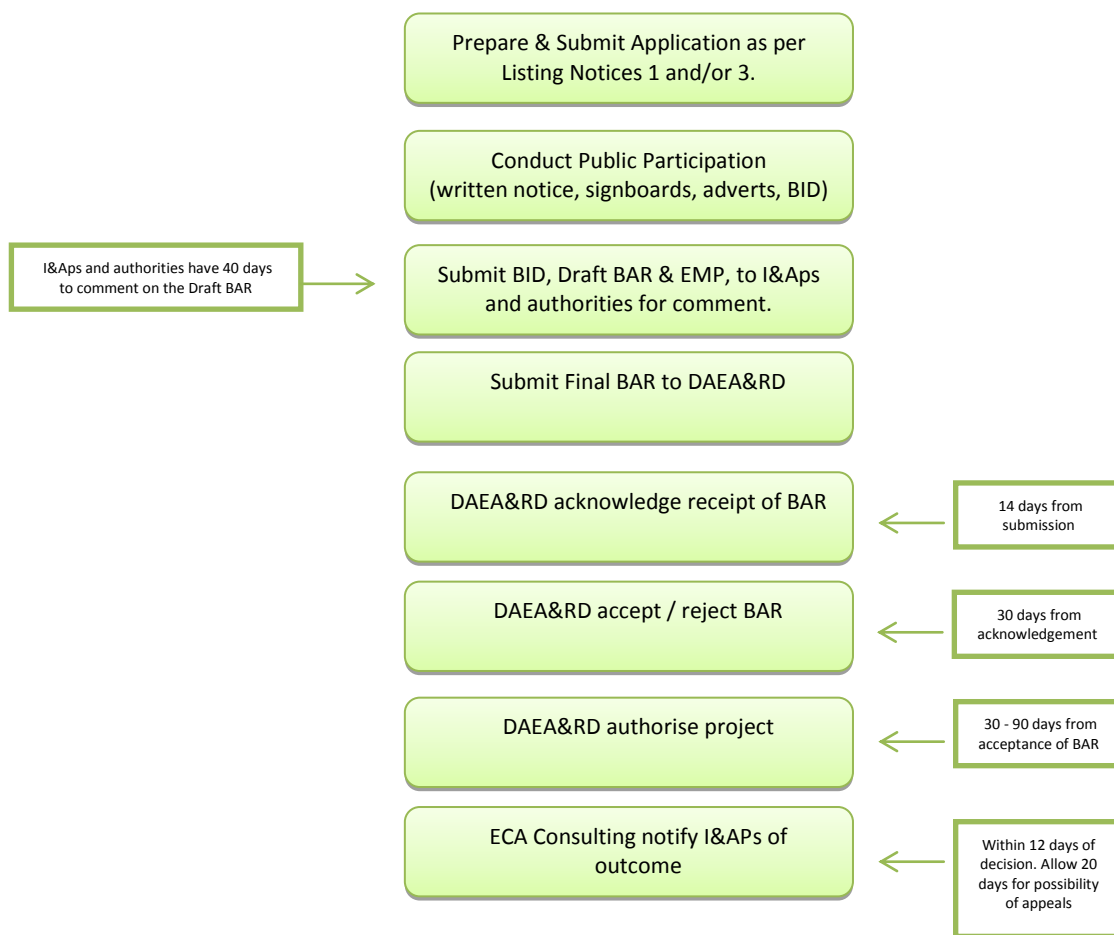 Prepare & Submit Application as per
Listing Notices 1 and/or 3.
Conduct Public Participation
(written notice, signboards, adverts, BID)
I&Aps and authorities have 40 days
to comment on the Draft BAR
Submit BID, Draft BAR & EMP, to I&Aps
and authorities for comment.
Submit Final BAR to DAEA&RD
DAEA&RD acknowledge receipt of BAR
14 days from
submission
DAEA&RD accept / reject BAR
30 days from
acknowledgement
DAEA&RD authorise project
30 - 90 days from
acceptance of BAR
ECA Consulting notify I&APs of
outcome
Within 12 days of
decision. Allow 20
days for possibility
of appeals